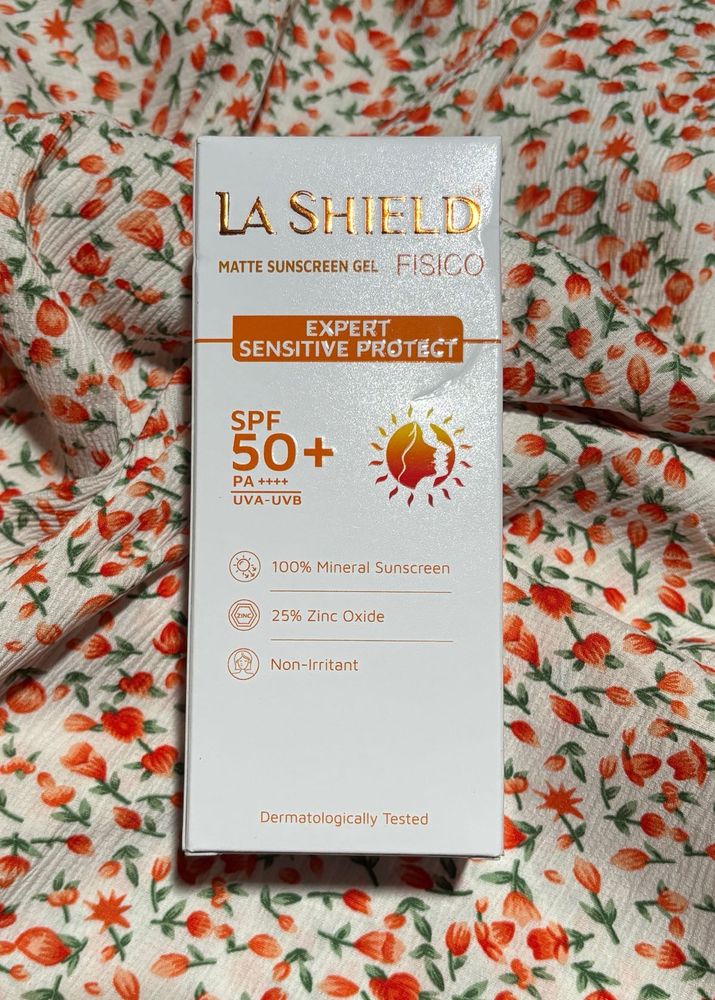 LA SHIELD
MATTE SUNSCREEN GEL FISICO
EXPERT
SENSITIVE PROTECT
SPF
50+
PA ++++
UVA-UVB
100% Mineral Sunscreen
ZINC
25% Zinc Oxide
Non-Irritant
Dermatologically Tested